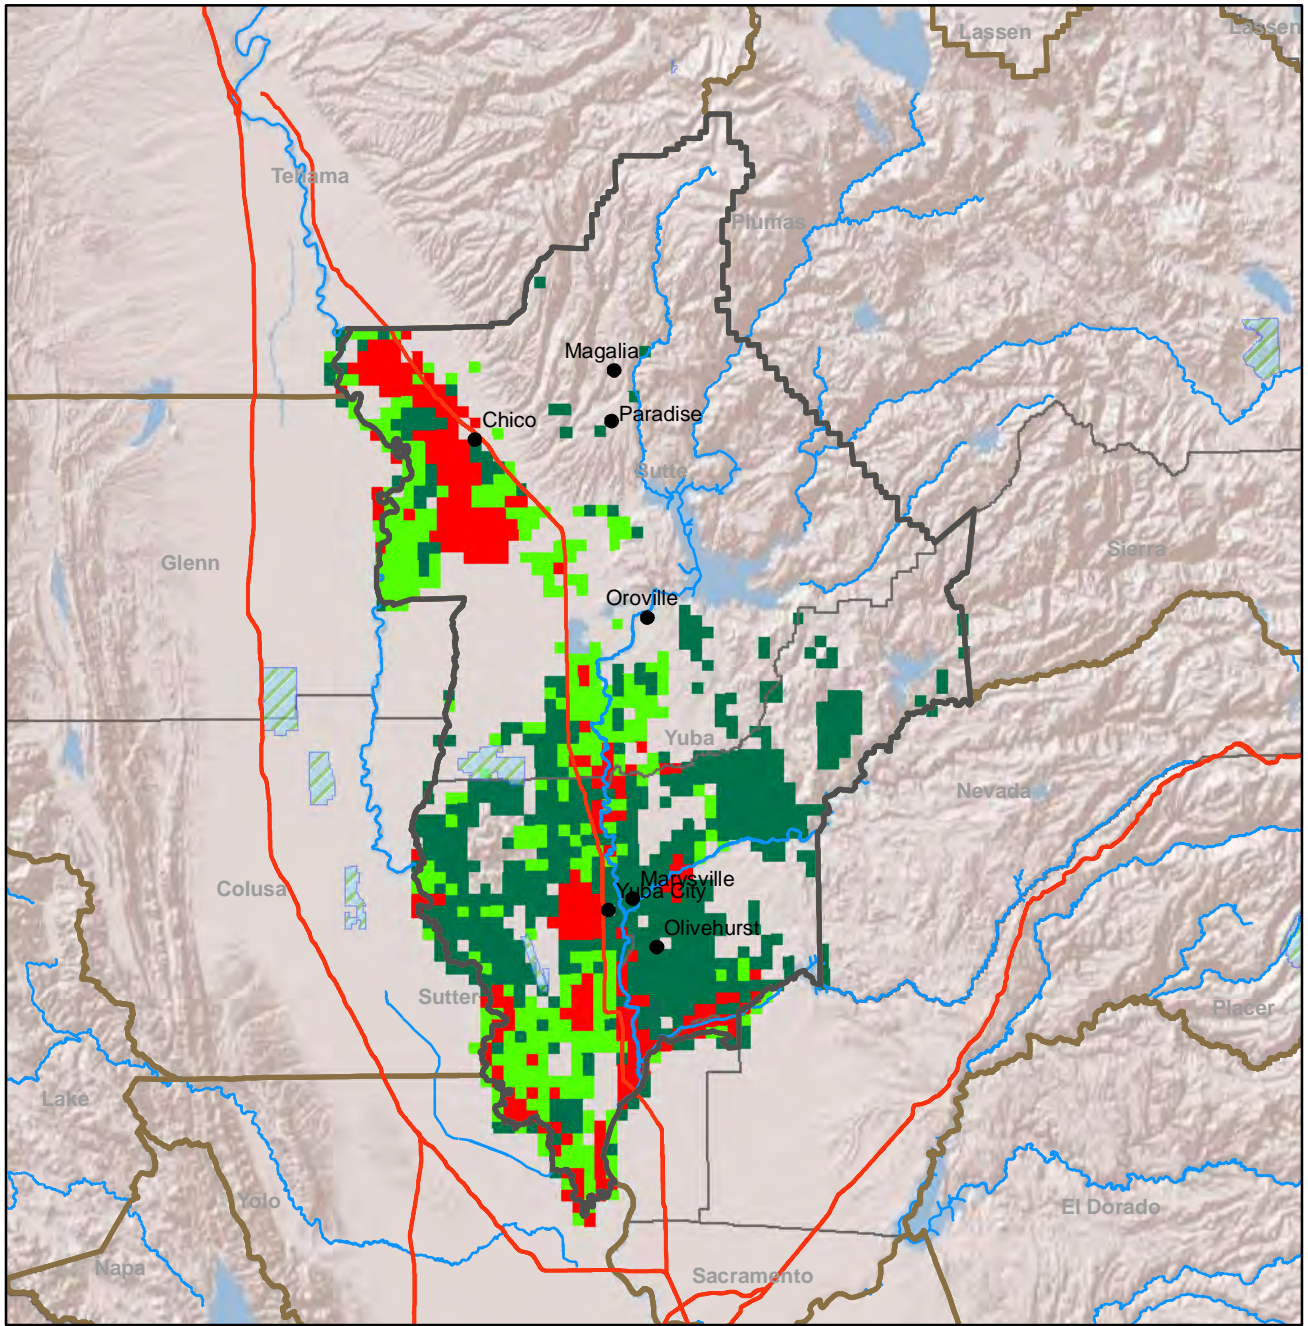 Lassen
Lassen
Tehama
Plumas
Magalia
Chico
Paradise
Butte
Glenn
Sierra
Oroville
Yuba
Nevada
Colusa
Marysville
Yuba City
Olivehurst
Sutter
Placer
Lake
Yolo
El Dorado
Napa
Sacramento